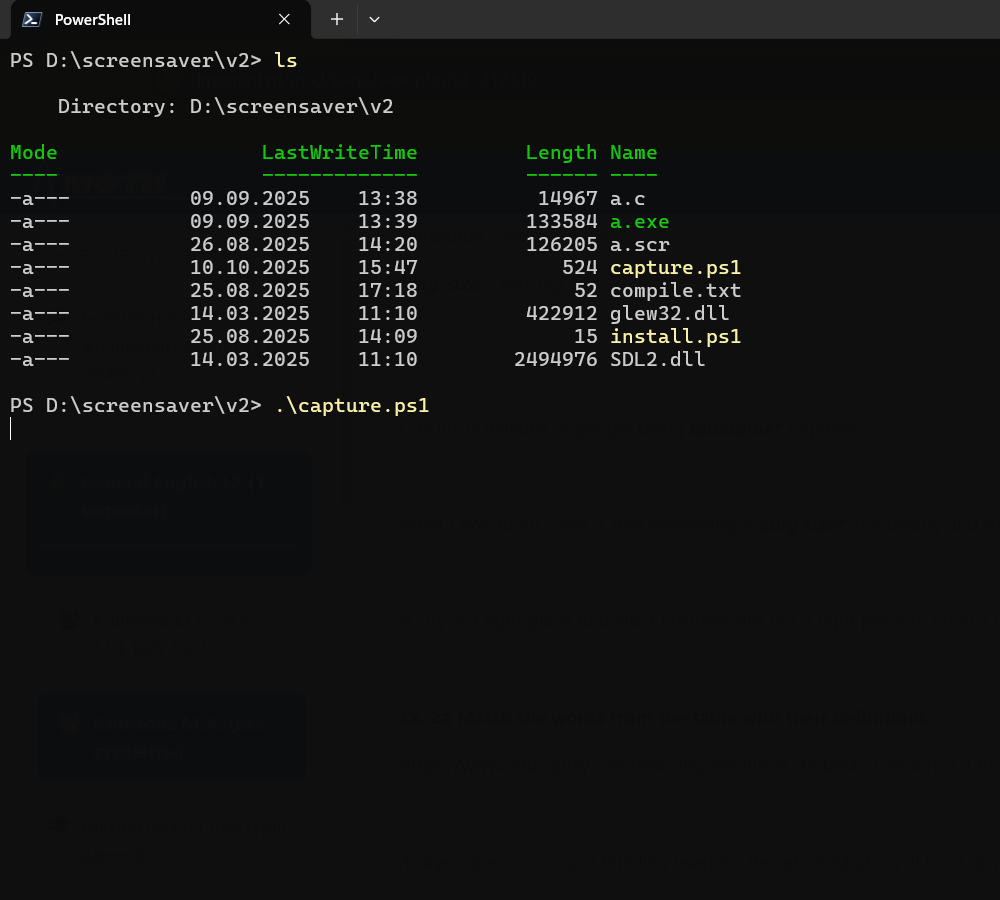 PowerShell
PS D:\screensaver\v2> ls
Directory: D:\screensaver\v2
Mode                 LastWriteTime         Length Name
----                 -------------         ------ ----
-a---          09.09.2025    13:38          14967 a.c
-a---          09.09.2025    13:39         133584 a.exe
-a---          26.08.2025    14:20         126205 a.scr
-a---          10.10.2025    15:47            524 capture.ps1
-a---          25.08.2025    17:18             52 compile.txt
-a---          14.03.2025    11:10         422912 glew32.dll
-a---          25.08.2025    14:09             15 install.ps1
-a---          14.03.2025    11:10        2494976 SDL2.dll
PS D:\screensaver\v2> .\capture.ps1